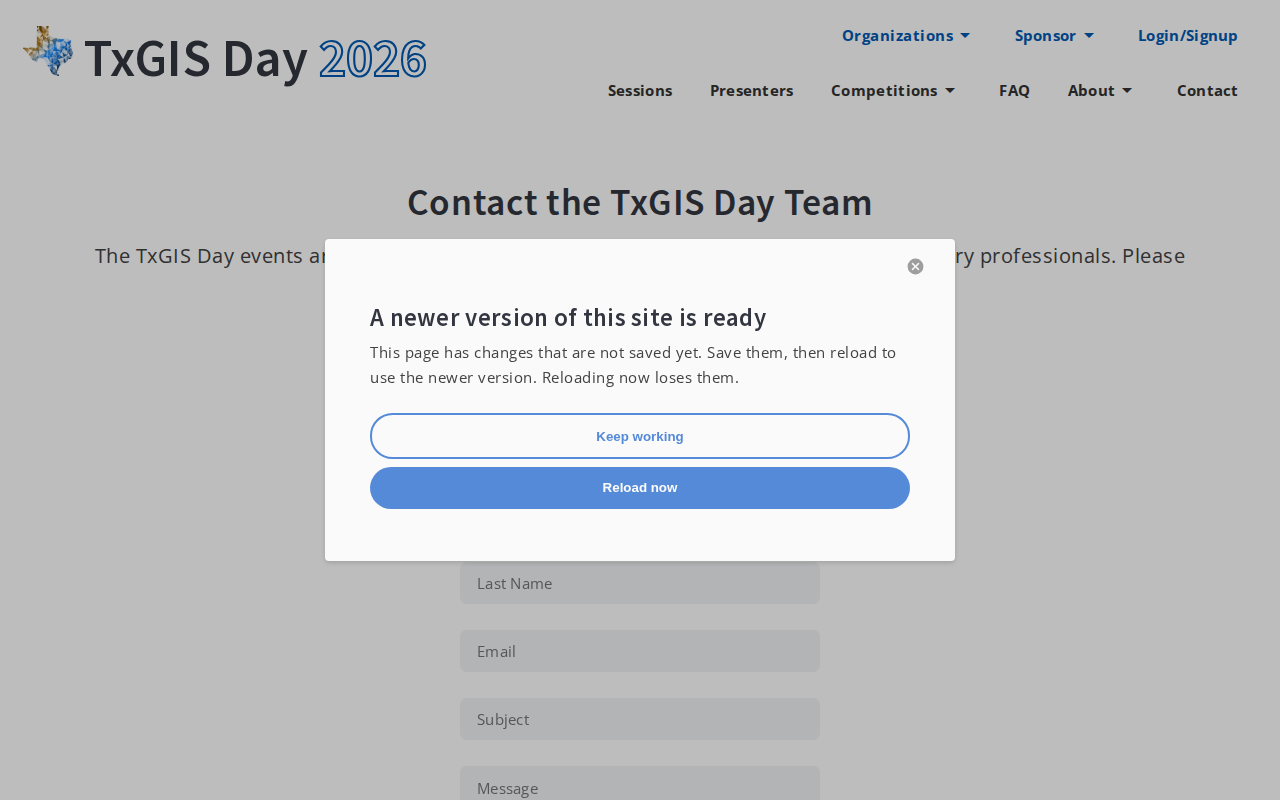 TxGIS Day 2026
Organizations
Sponsor
Login/Signup
Sessions
Presenters
Competitions
FAQ
About
Contact
Contact the TxGIS Day Team
The TxGIS Day events
professionals. Please
A newer version of this site is ready
This page has changes that are not saved yet. Save them, then reload to
use the newer version. Reloading now loses them.
Keep working
Reload now
Last Name
Email
Subject
Message